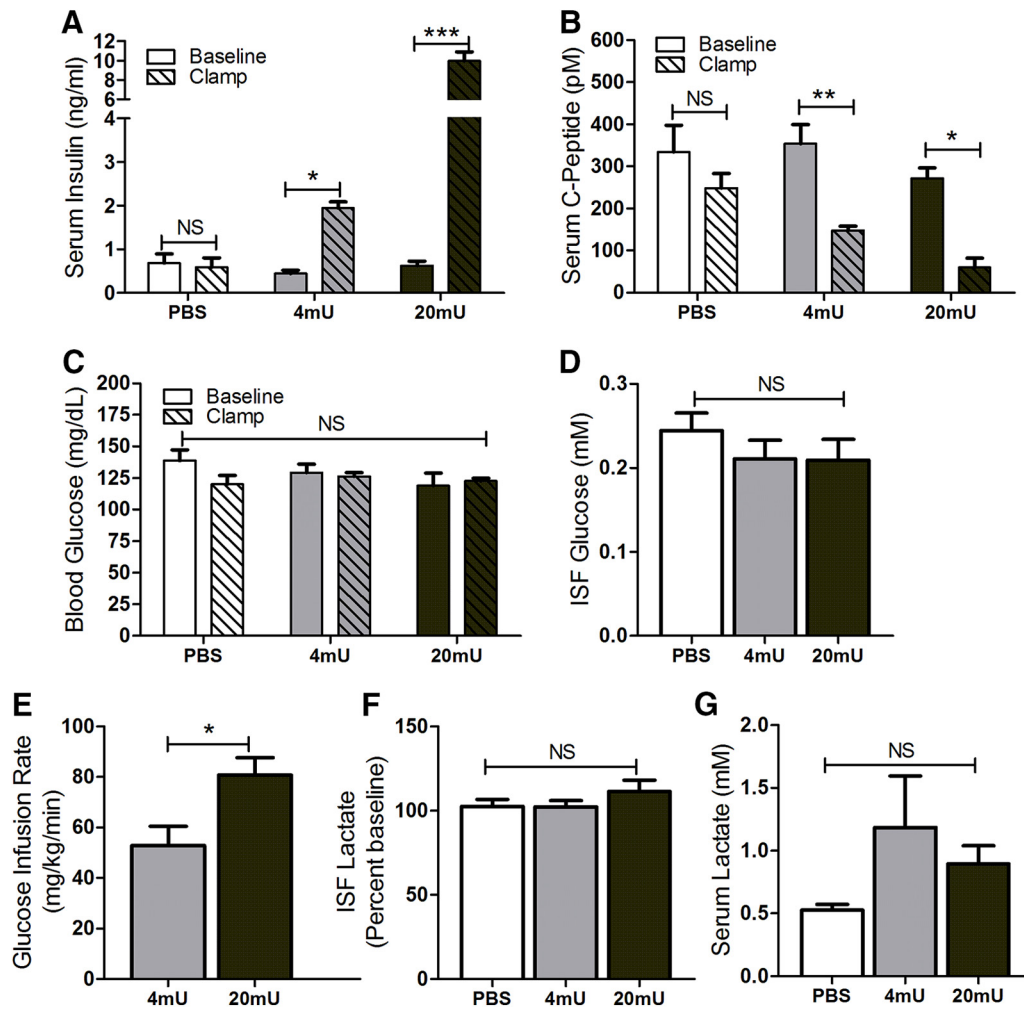 A
Serum Insulin (ng/ml)
12
10
8
6
4
3
2
1
0
Baseline
Clamp
NS
*
***
PBS 4mU 20mU
B
Serum C-Peptide (pM)
600
500
400
300
200
100
0
Baseline
Clamp
NS
**
*
PBS 4mU 20mU
C
Blood Glucose (mg/dL)
200
175
150
125
100
75
50
25
0
Baseline
Clamp
NS
PBS 4mU 20mU
D
ISF Glucose (mM)
0.3
0.2
0.1
0.0
NS
PBS 4mU 20mU
E
Glucose Infusion Rate
(mg/kg/min)
100
80
60
40
20
0
*
4mU 20mU
F
ISF Lactate
(Percent baseline)
150
100
50
0
NS
PBS 4mU 20mU
G
Serum Lactate (mM)
2.0
1.5
1.0
0.5
0.0
NS
PBS 4mU 20mU